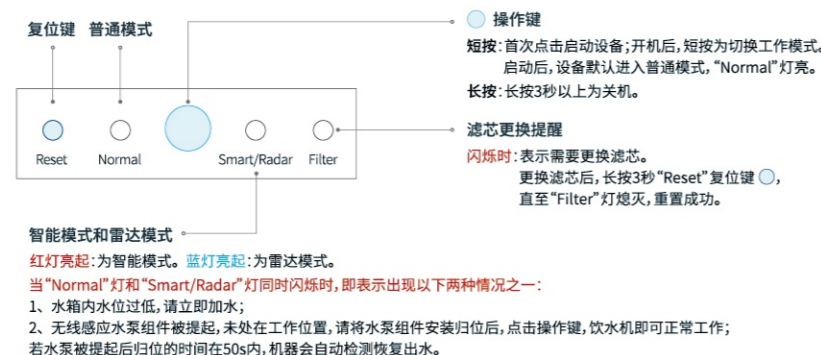 复位键 普通模式
操作键
短按：首次点击启动设备；开机后，短按为切换工作模式。
启动后，设备默认进入普通模式，“Normal”灯亮。
长按：长按3秒以上为关机。
Reset Normal Smart/Radar Filter
滤芯更换提醒
闪烁时：表示需要更换滤芯。
更换滤芯后，长按3秒“Reset”复位键，
直至“Filter”灯熄灭，重置成功。
智能模式和雷达模式
红灯亮起：为智能模式。蓝灯亮起：为雷达模式。
当“Normal”灯和“Smart/Radar”灯同时闪烁时，即表示出现以下两种情况之一：
1、水箱内水位过低，请立即加水；
2、无线感应水泵组件被提起，未处在工作位置，请将水泵组件安装归位后，点击操作键，饮水机即可正常工作；
若水泵被提起后归位的时间在50s内，机器会自动检测恢复出水。